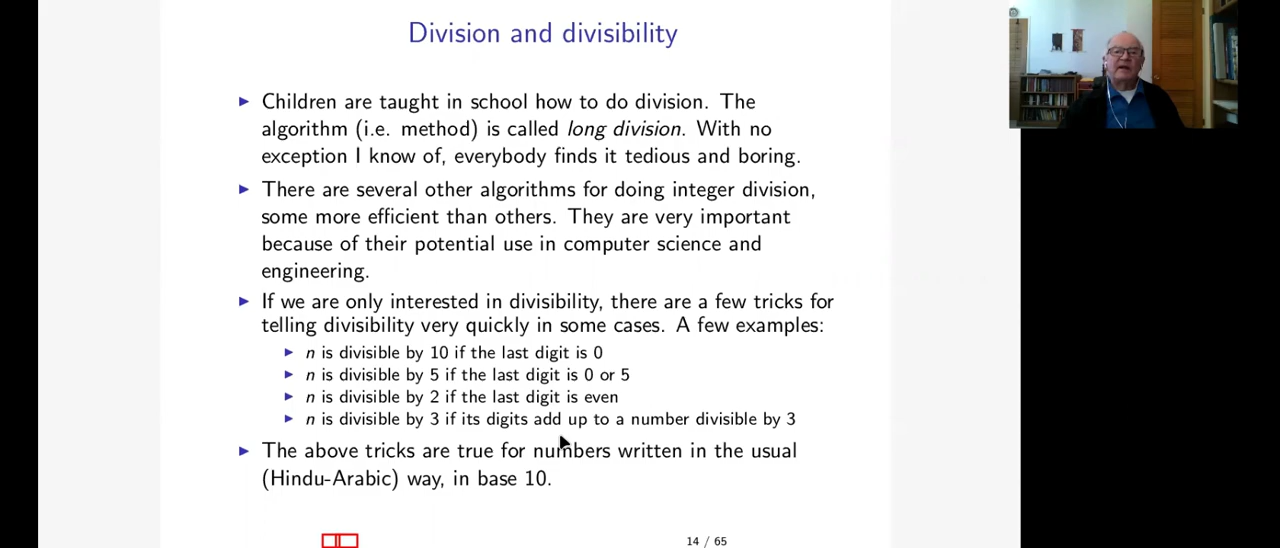 Division and divisibility
▶ Children are taught in school how to do division. The
algorithm (i.e. method) is called long division. With no
exception I know of, everybody finds it tedious and boring.
▶ There are several other algorithms for doing integer division,
some more efficient than others. They are very important
because of their potential use in computer science and
engineering.
▶ If we are only interested in divisibility, there are a few tricks for
telling divisibility very quickly in some cases. A few examples:
▶ n is divisible by 10 if the last digit is 0
▶ n is divisible by 5 if the last digit is 0 or 5
▶ n is divisible by 2 if the last digit is even
▶ n is divisible by 3 if its digits add up to a number divisible by 3
▶ The above tricks are true for numbers written in the usual
(Hindu-Arabic) way, in base 10.
14 / 65